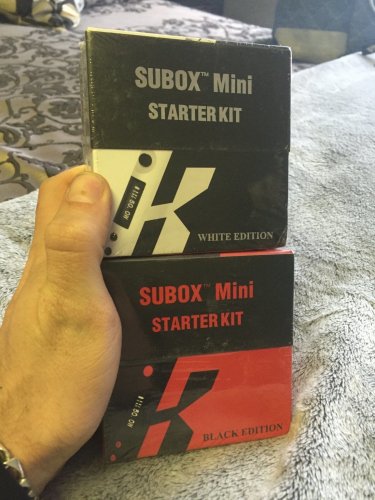 SUBOX™ Mini
STARTER KIT
K
WHITE EDITION
SUBOX™ Mini
STARTER KIT
K
BLACK EDITION